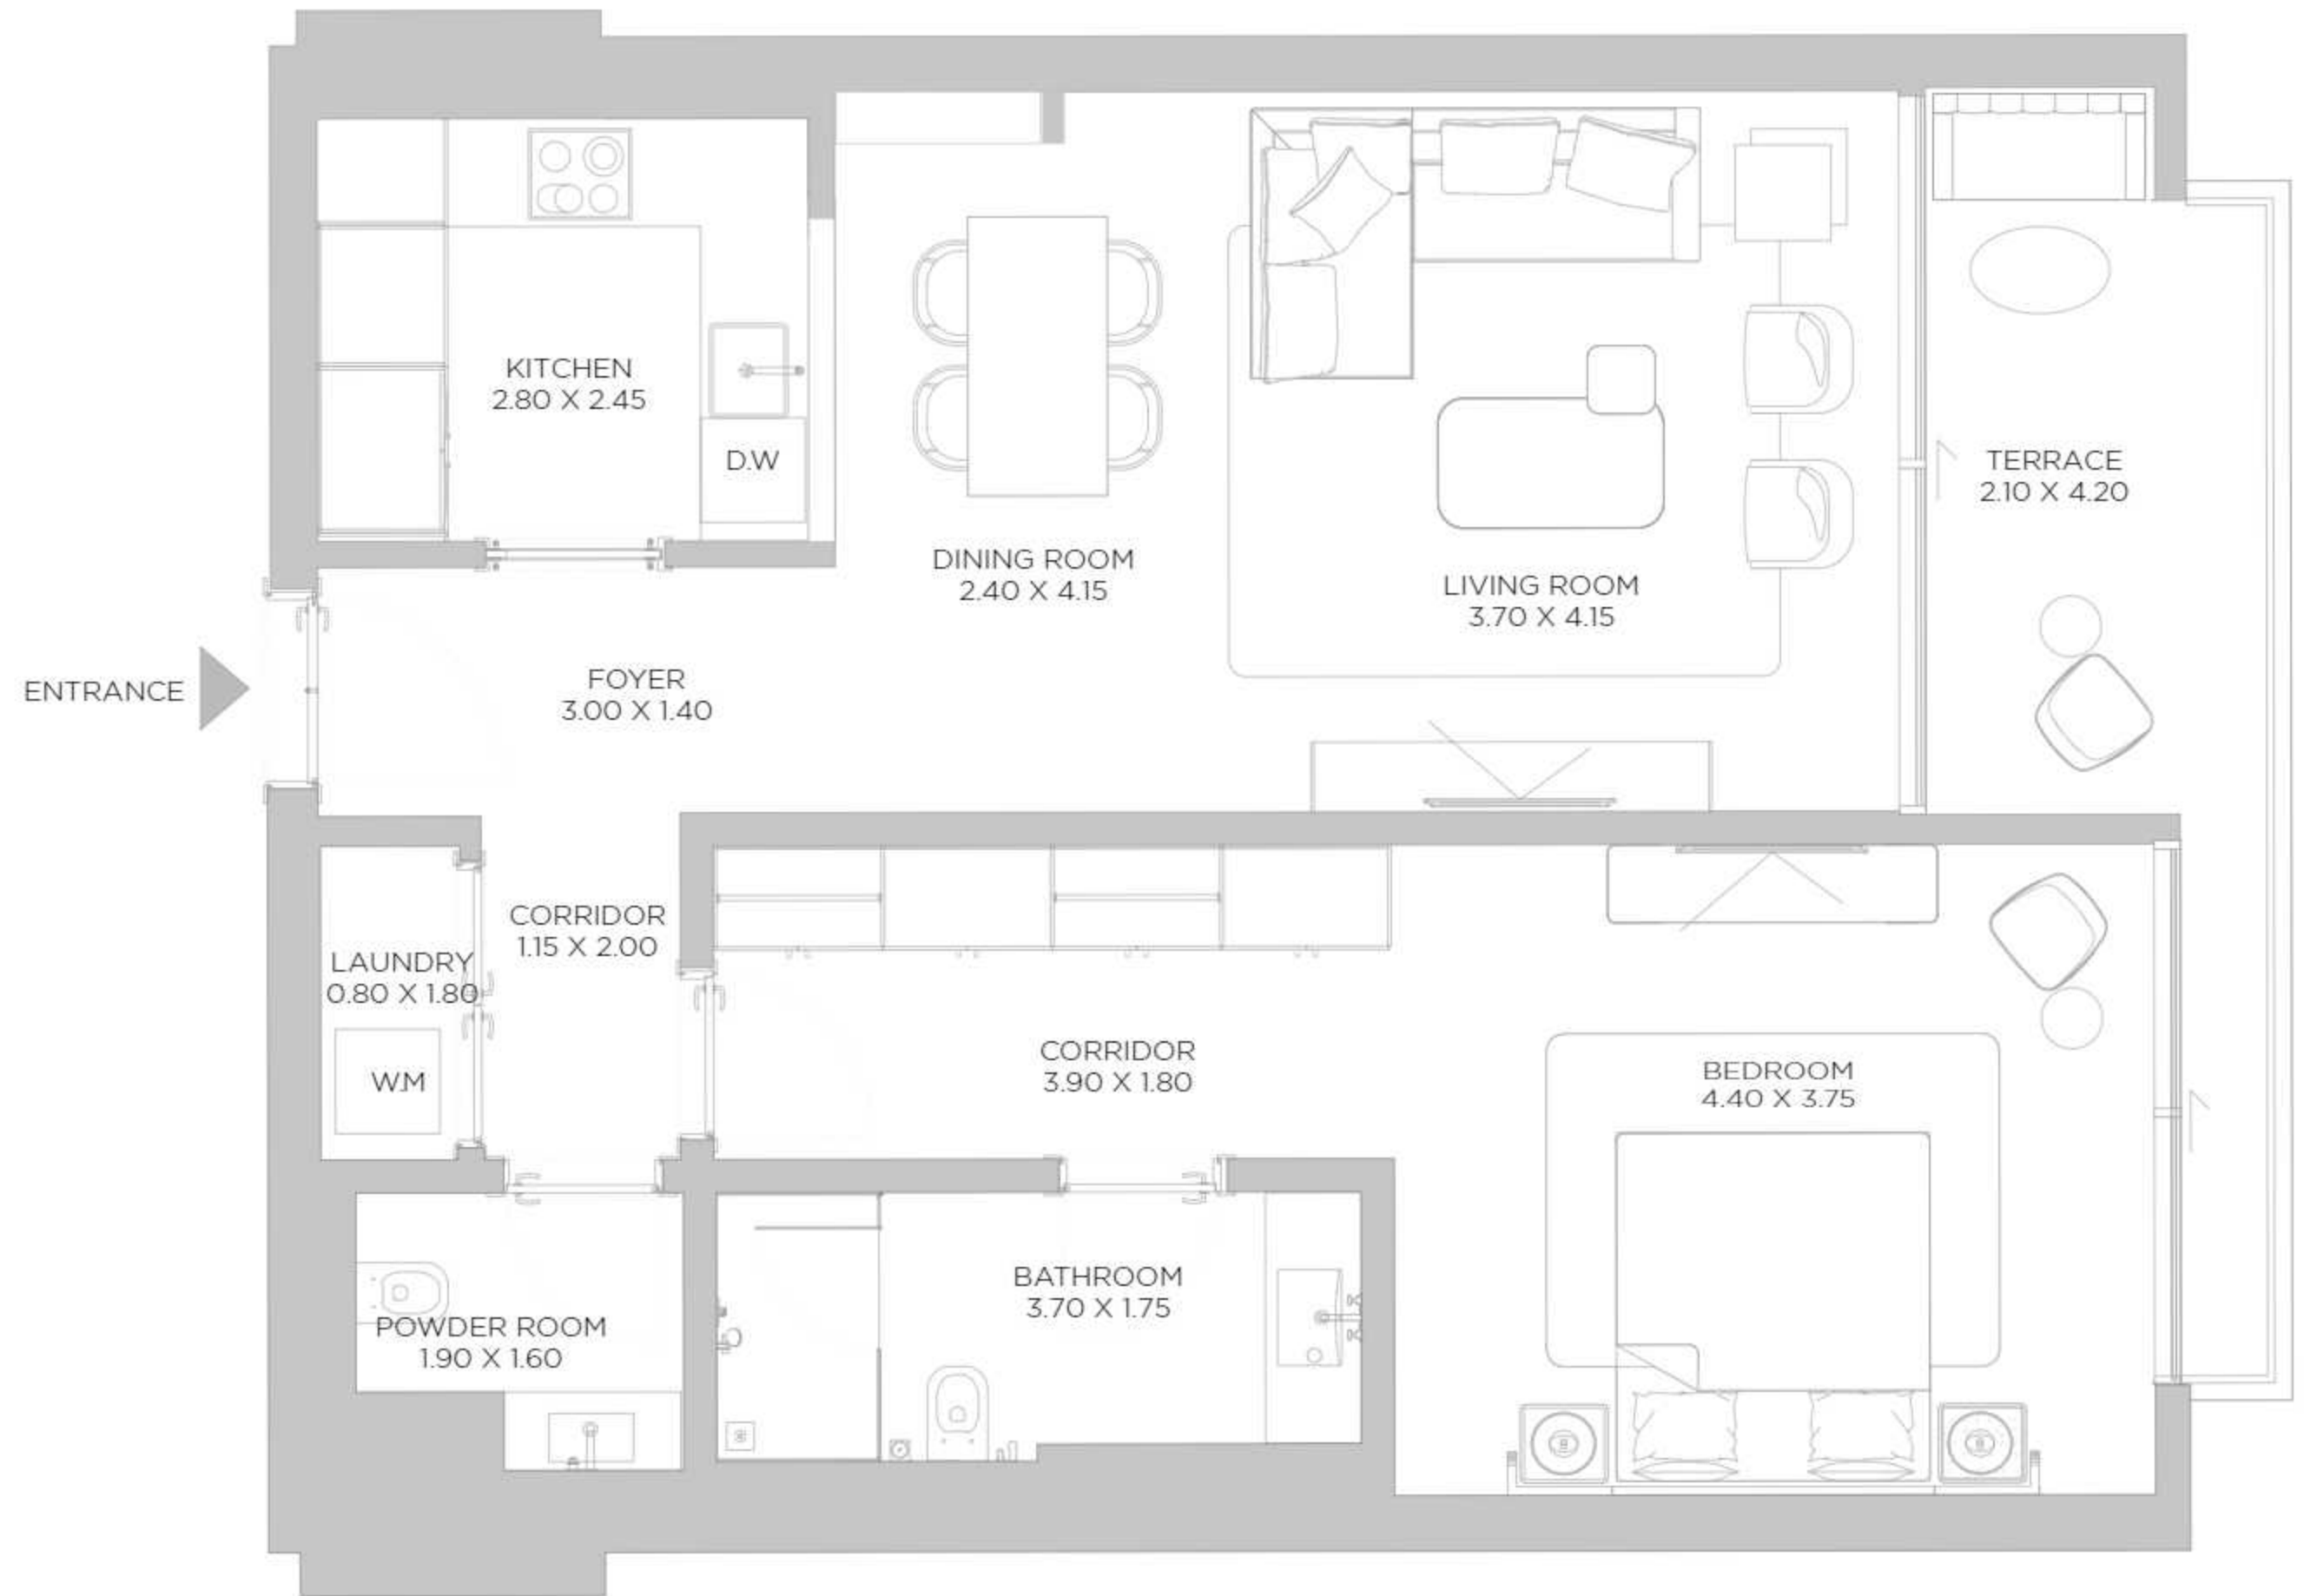 KITCHEN
2.80 X 2.45
D.W
TERRACE
2.10 X 4.20
DINING ROOM
2.40 X 4.15
LIVING ROOM
3.70 X 4.15
ENTRANCE
FOYER
3.00 X 1.40
CORRIDOR
1.15 X 2.00
LAUNDRY
0.80 X 1.80
W.M
CORRIDOR
3.90 X 1.80
BEDROOM
4.40 X 3.75
BATHROOM
3.70 X 1.75
POWDER ROOM
1.90 X 1.60